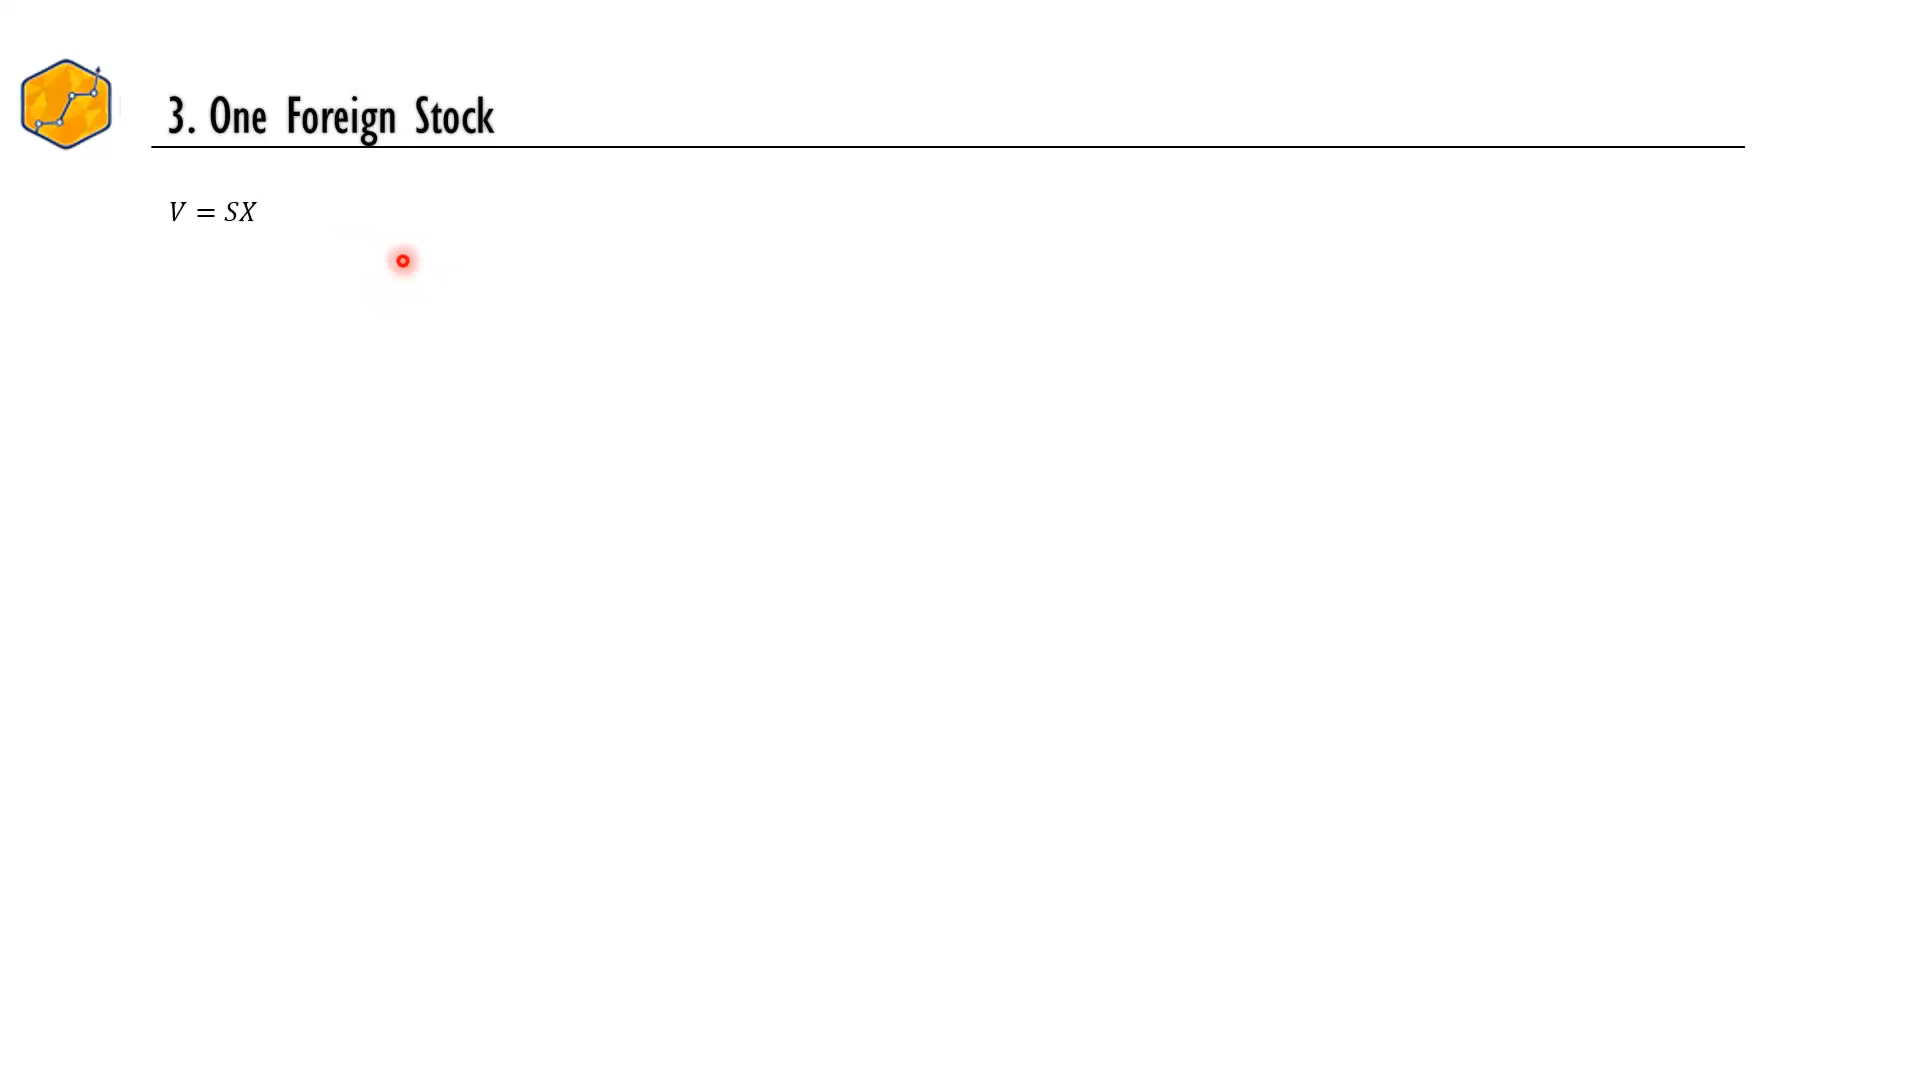 3. One Foreign Stock
V = SX